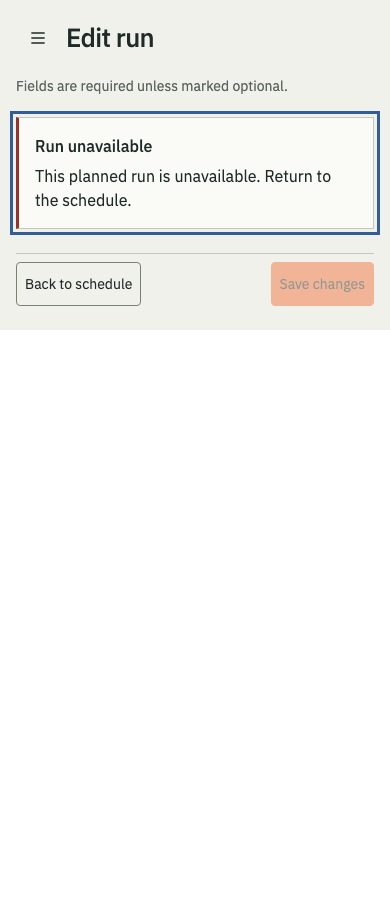 Edit run
Fields are required unless marked optional.
Run unavailable
This planned run is unavailable. Return to
the schedule.
Back to schedule
Save changes